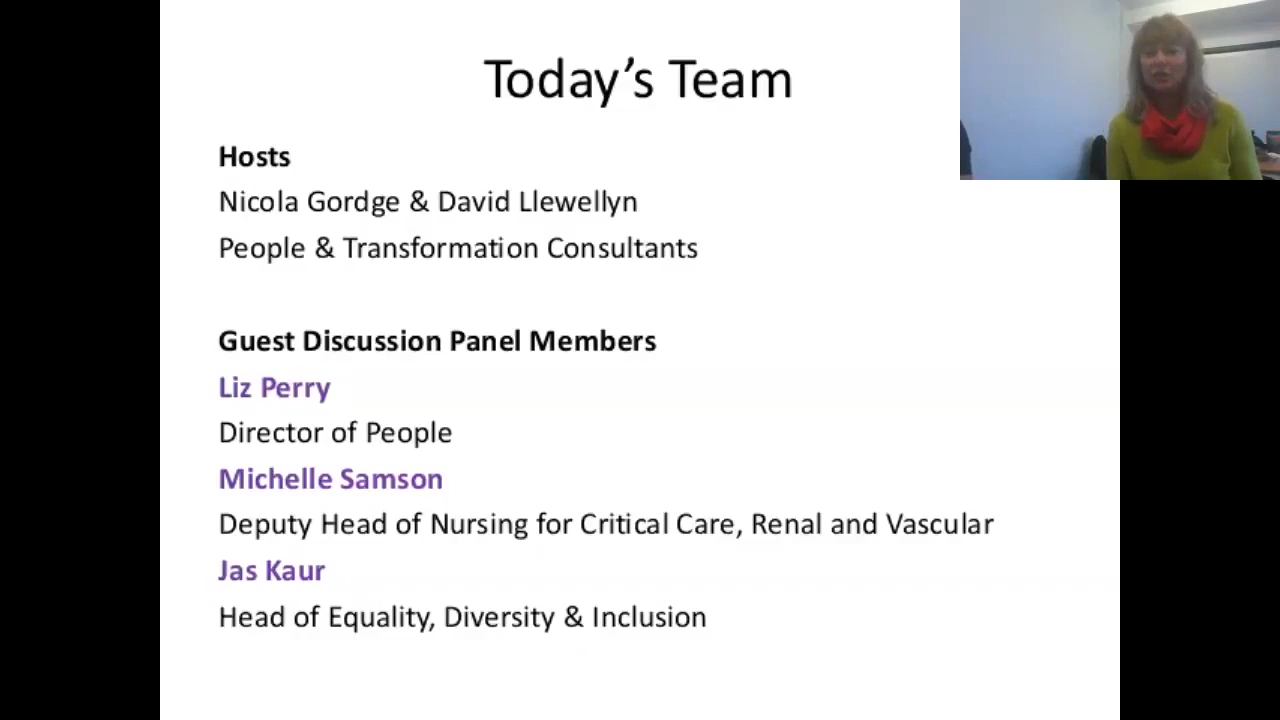 Today’s Team
Hosts
Nicola Gordge & David Llewellyn
People & Transformation Consultants
Guest Discussion Panel Members
Liz Perry
Director of People
Michelle Samson
Deputy Head of Nursing for Critical Care, Renal and Vascular
Jas Kaur
Head of Equality, Diversity & Inclusion